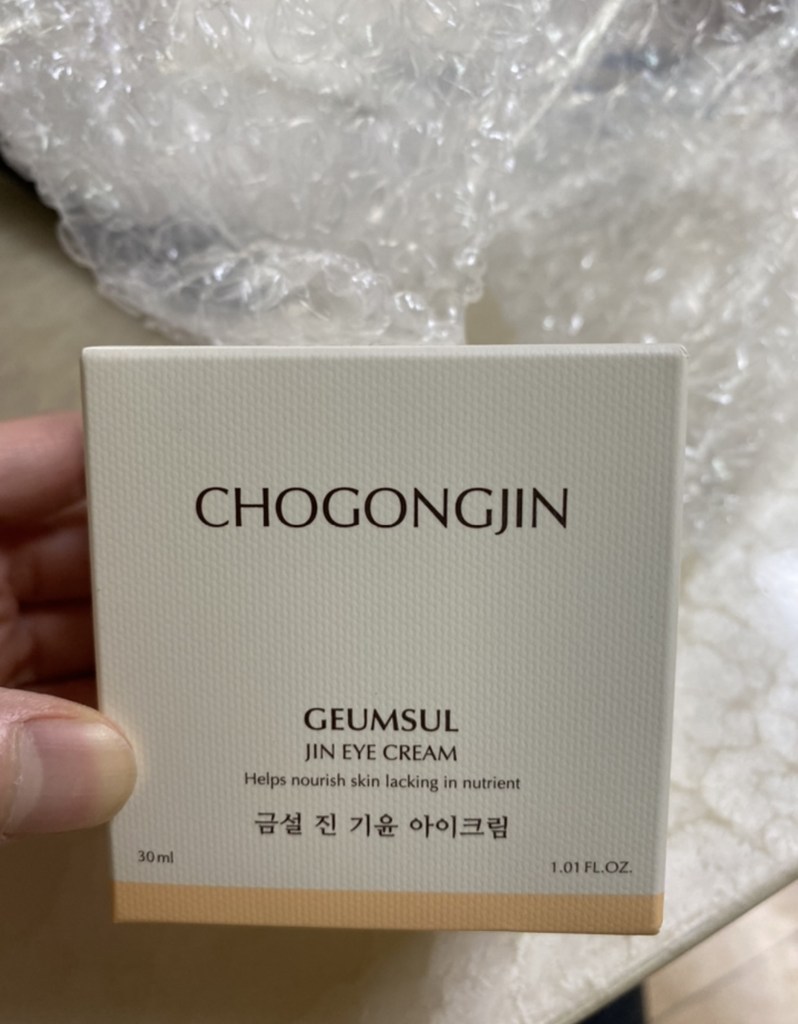 CHOGONGJIN
GEUMSUL
JIN EYE CREAM
Helps nourish skin lacking in nutrient
금설 진 기윤 아이크림
30ml
1.01 FL.OZ.